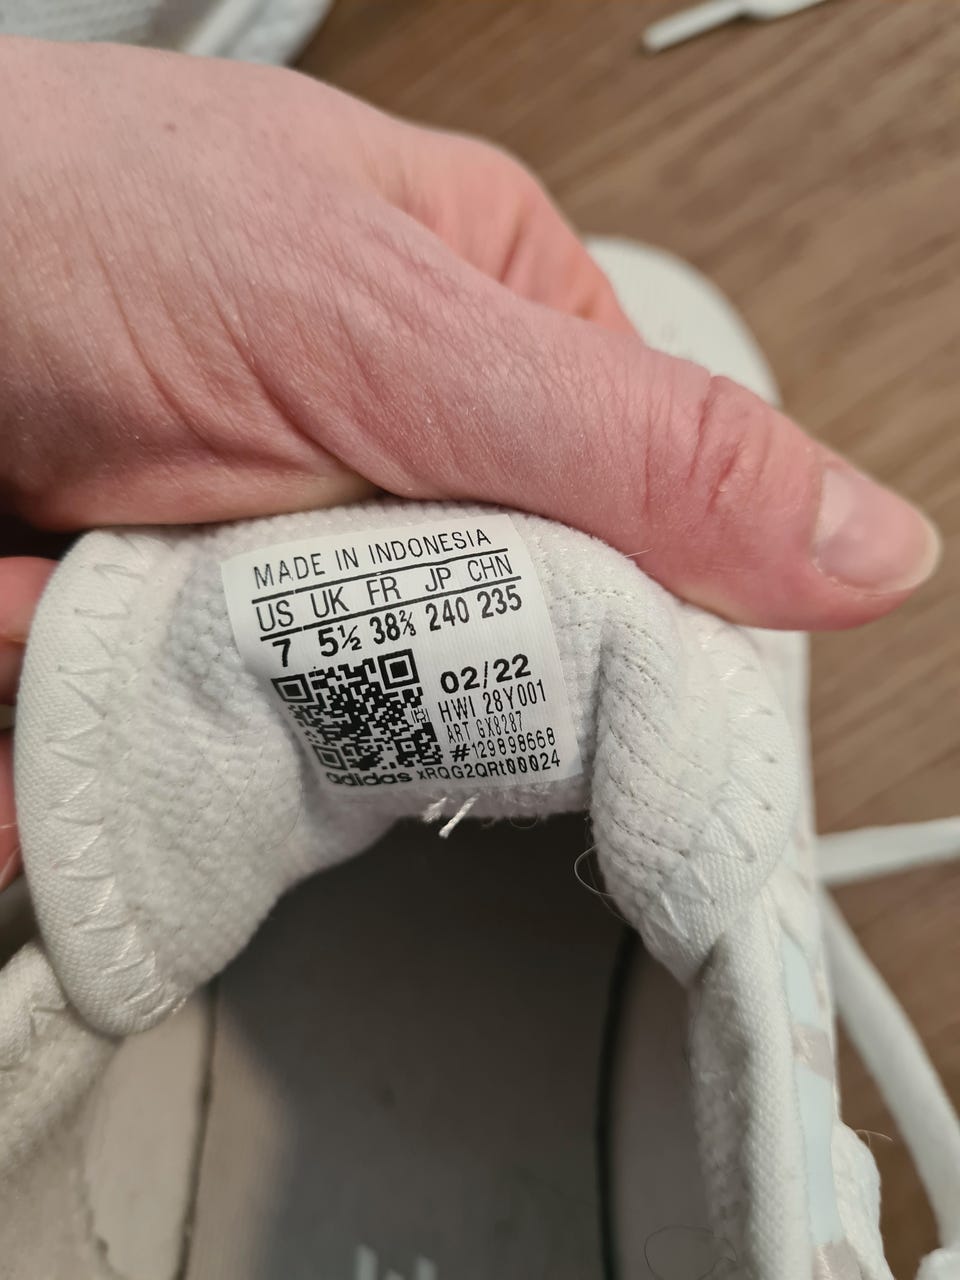 MADE IN INDONESIA
US UK FR JP CHN
7 5½ 38⅔ 240 235
02/22
HWI 28Y001
ART GX8287
#129898668
adidas xRQG2QRt00024